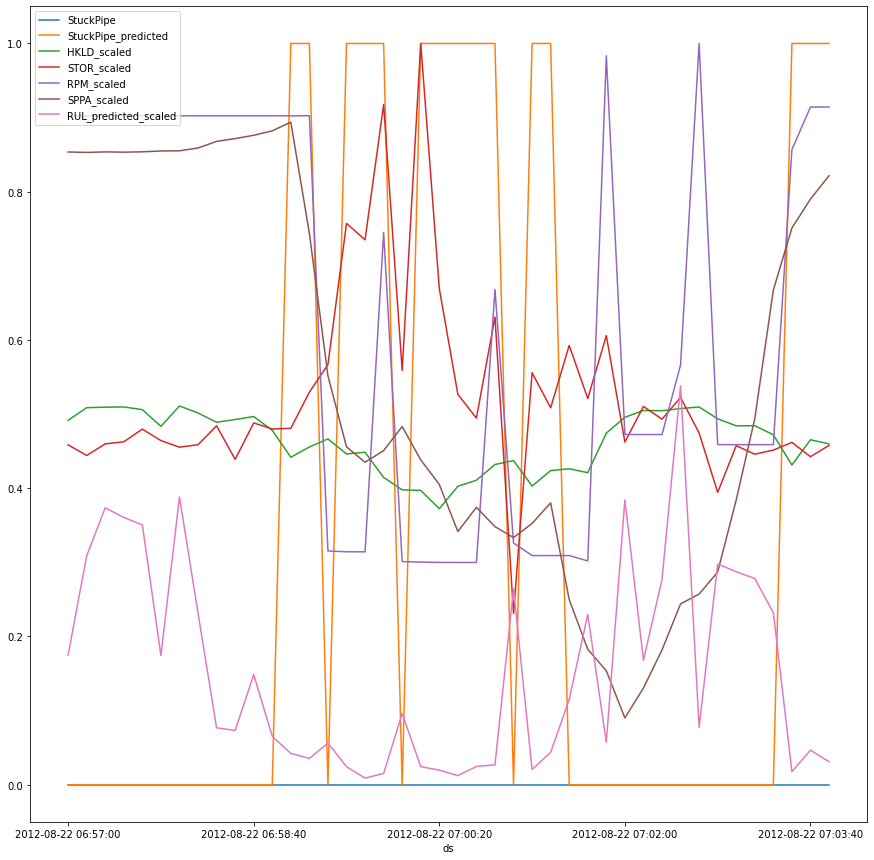 StuckPipe
StuckPipe_predicted
HKLD_scaled
STOR_scaled
RPM_scaled
SPPA_scaled
RUL_predicted_scaled
1.0
0.8
0.6
0.4
0.2
0.0
2012-08-22 06:57:00 2012-08-22 06:58:40 2012-08-22 07:00:20 2012-08-22 07:02:00 2012-08-22 07:03:40
ds